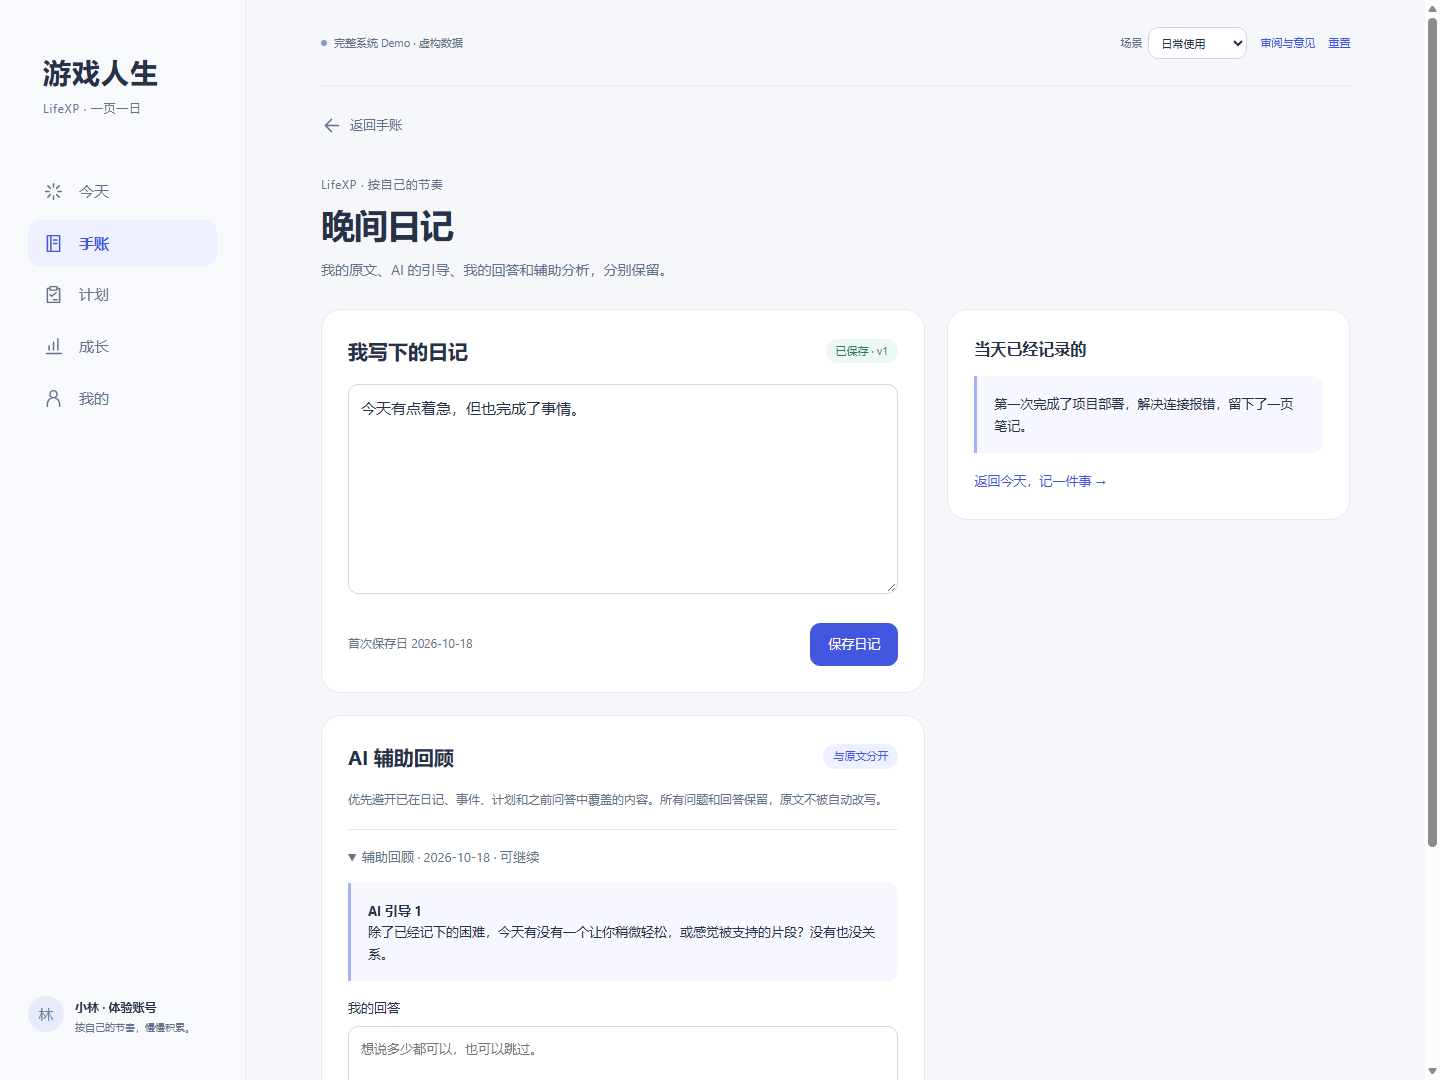 游戏人生
LifeXP · 一页一日
今天
手账
计划
成长
我的
林
小林 · 体验账号
按自己的节奏，慢慢积累。
完整系统 Demo · 虚构数据
场景
日常使用
审阅与意见
重置
返回手账
LifeXP · 按自己的节奏
晚间日记
我的原文、AI 的引导、我的回答和辅助分析，分别保留。
我写下的日记
已保存 · v1
今天有点着急，但也完成了事情。
首次保存日 2026-10-18
保存日记
当天已经记录的
第一次完成了项目部署，解决连接报错，留下了一页
笔记。
返回今天，记一件事 →
AI 辅助回顾
与原文分开
优先避开已在日记、事件、计划和之前问答中覆盖的内容。所有问题和回答保留，原文不被自动改写。
▼ 辅助回顾 · 2026-10-18 · 可继续
AI 引导 1
除了已经记下的困难，今天有没有一个让你稍微轻松，或感觉被支持的片段？没有也没关
系。
我的回答
想说多少都可以，也可以跳过。